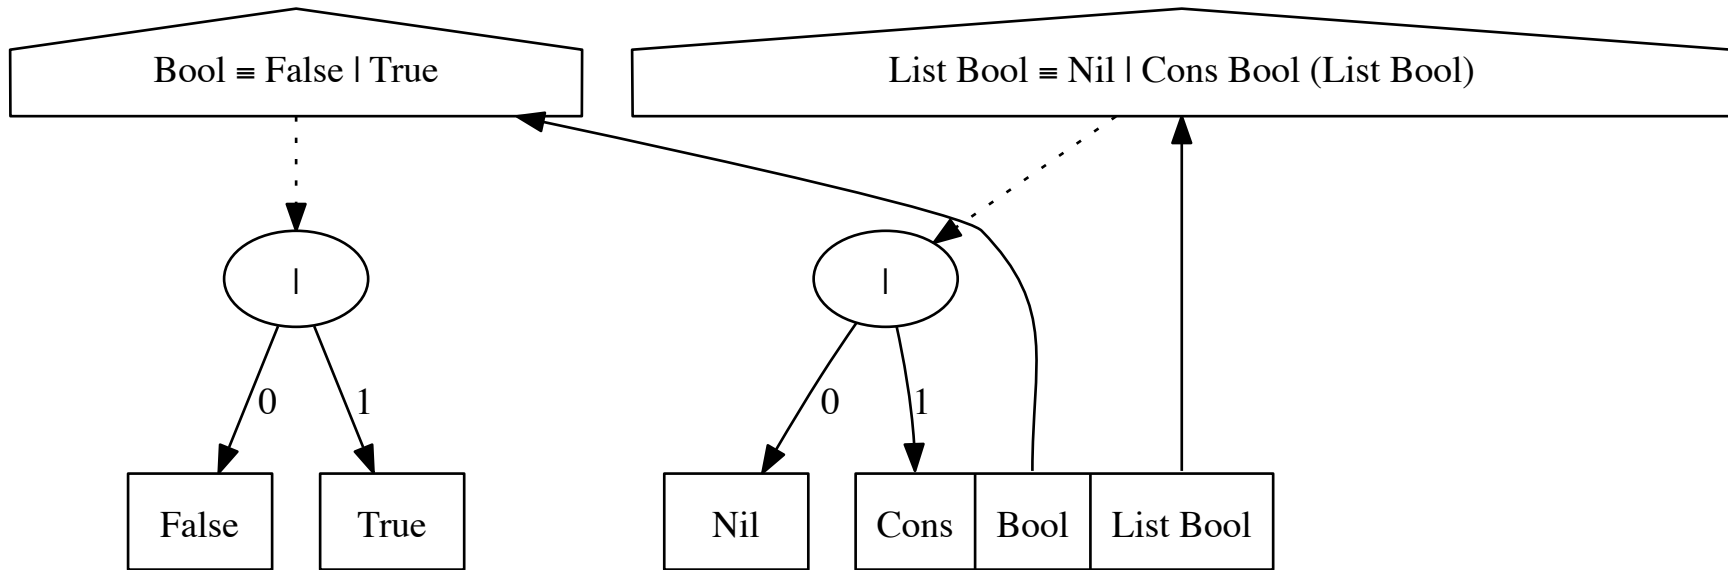 Bool ≡ False | True
List Bool ≡ Nil | Cons Bool (List Bool)
|
|
0
1
0
1
False
True
Nil
Cons
Bool
List Bool